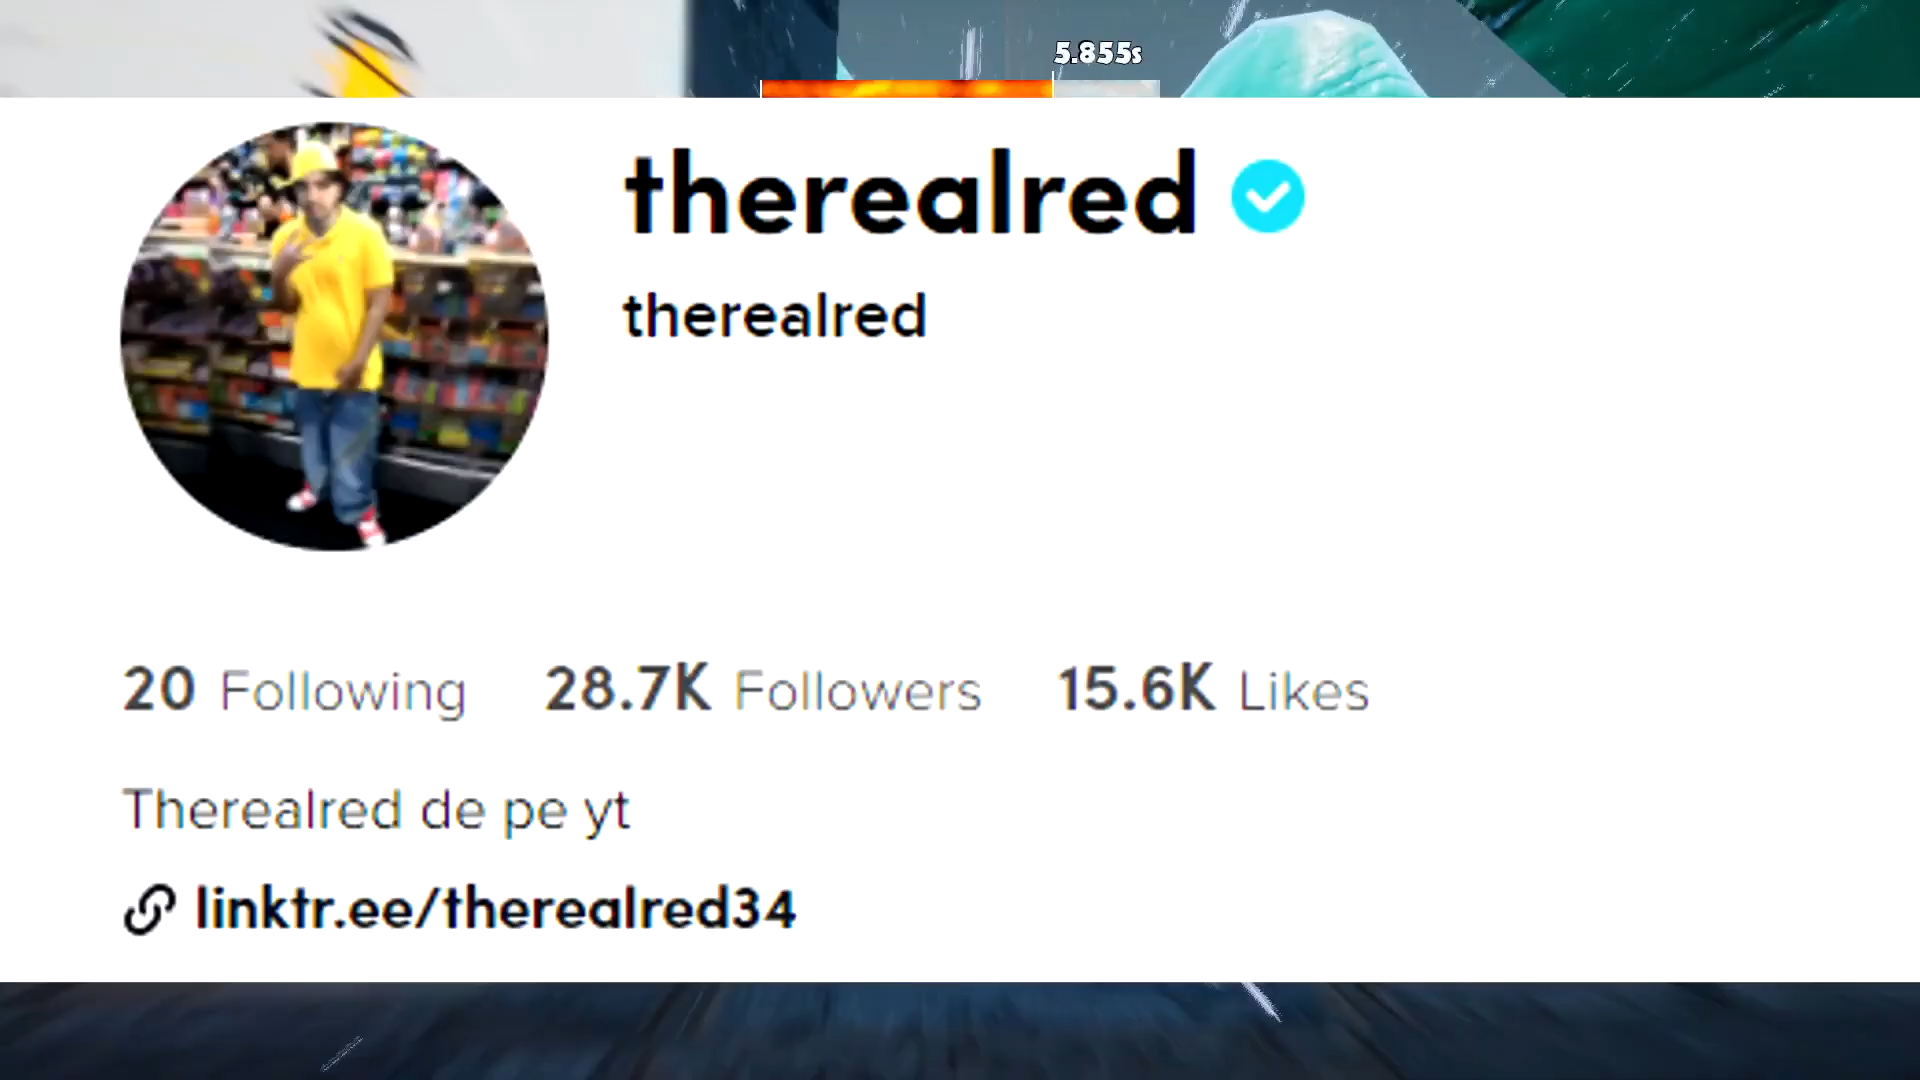 5.855s
therealred
therealred
20 Following 28.7K Followers 15.6K Likes
Therealred de pe yt
linktr.ee/therealred34